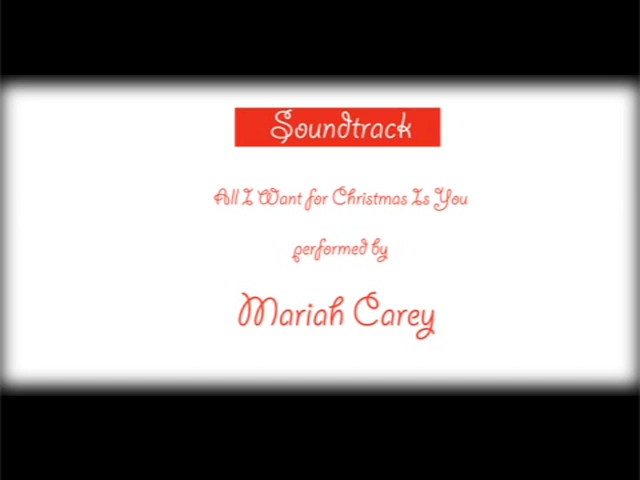 Soundtrack
All I Want for Christmas Is You
performed by
Mariah Carey